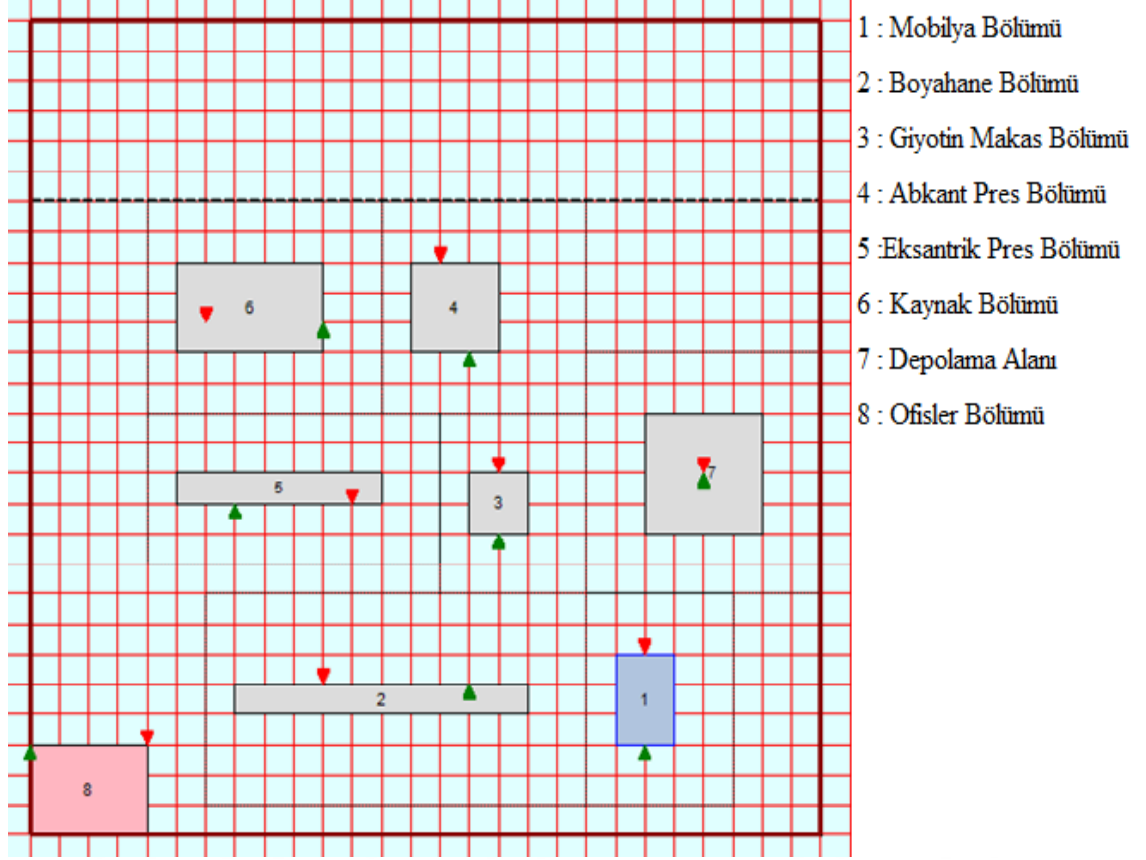 1 : Mobilya Bölümü
2 : Boyahane Bölümü
3 : Giyotin Makas Bölümü
4 : Abkant Pres Bölümü
5 :Eksantrik Pres Bölümü
6 : Kaynak Bölümü
7 : Depolama Alanı
8 : Ofisler Bölümü
6
4
5
3
7
2
1
8